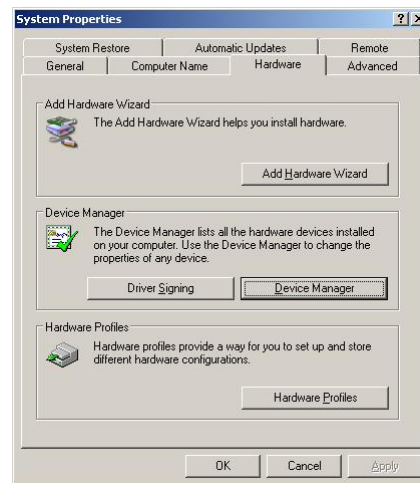 System Properties
System Restore Automatic Updates Remote
General Computer Name Hardware Advanced
Add Hardware Wizard
The Add Hardware Wizard helps you install hardware.
Add Hardware Wizard
Device Manager
The Device Manager lists all the hardware devices installed
on your computer. Use the Device Manager to change the
properties of any device.
Driver Signing Device Manager
Hardware Profiles
Hardware profiles provide a way for you to set up and store
different hardware configurations.
Hardware Profiles
OK Cancel Apply